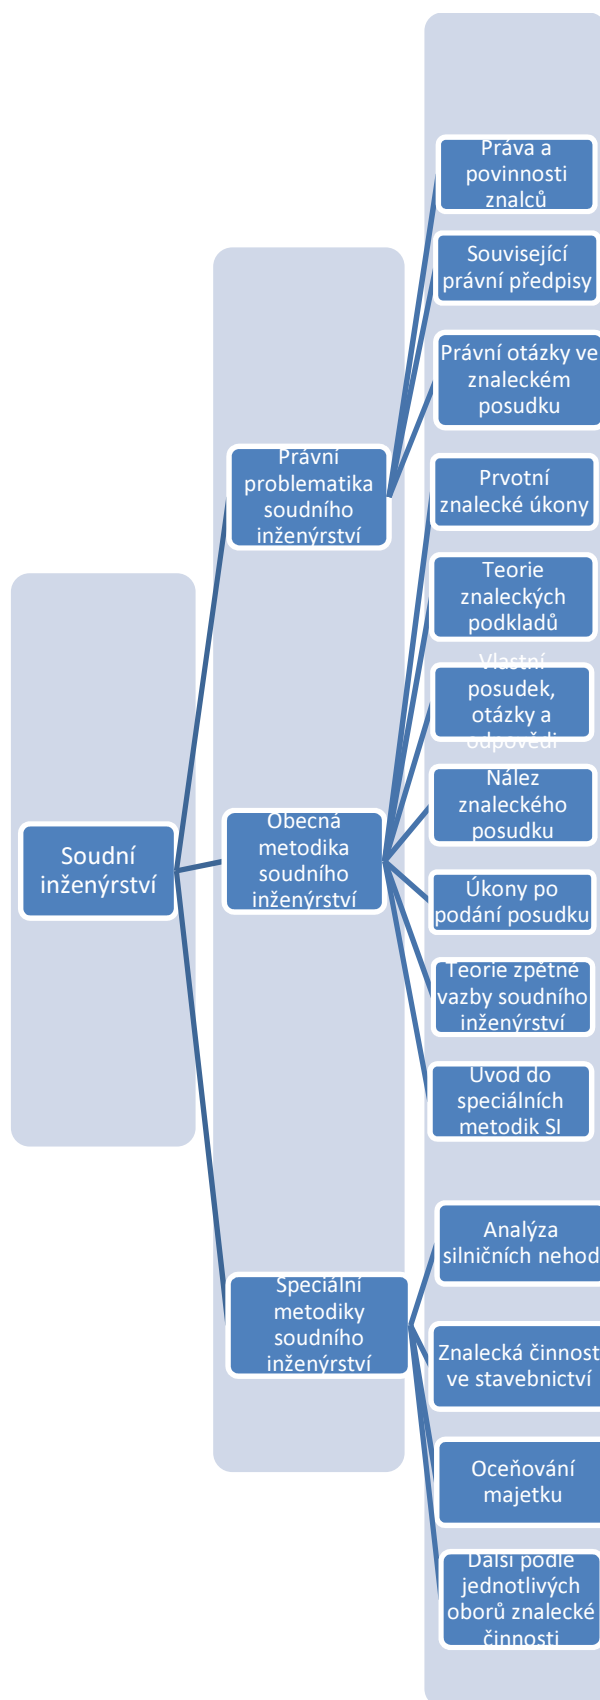 Soudní
inženýrství
Právní
problematika
soudního
inženýrství
Práva a
povinnosti
znalců
Související
právní předpisy
Právní otázky ve
znaleckém
posudku
Obecná
metodika
soudního
inženýrství
Prvotní
znalecké úkony
Teorie
znaleckých
podkladů
Vlastní
posudek,
otázky a
odpovědi
Nález
znaleckého
posudku
Úkony po
podání posudku
Teorie zpětné
vazby soudního
inženýrství
Úvod do
speciálních
metodik SI
Speciální
metodiky
soudního
inženýrství
Analýza
silničních nehod
Znalecká činnost
ve stavebnictví
Oceňování
majetku
Další podle
jednotlivých
oborů znalecké
činnosti